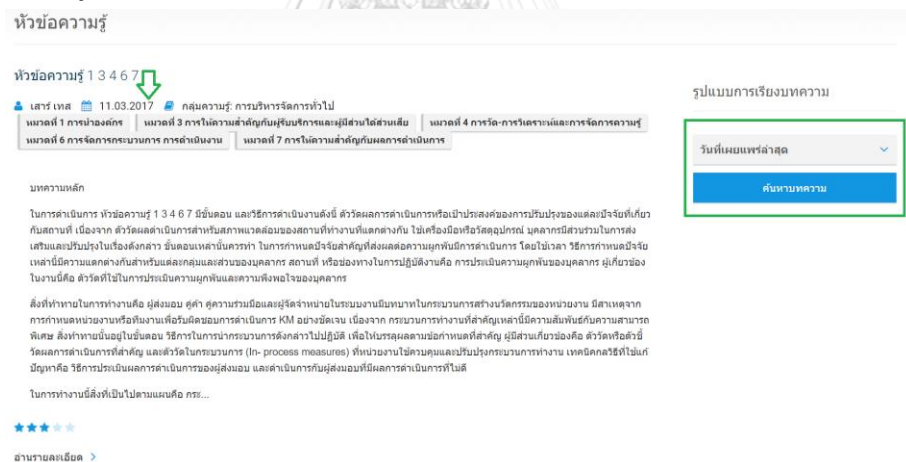 หัวข้อความรู้
หัวข้อความรู้ 1 3 4 6 7
เสาร์ เทส 11.03.2017 กลุ่มความรู้: การบริหารจัดการทั่วไป
หมวดที่ 1 การนำองค์กร หมวดที่ 3 การให้ความสำคัญกับผู้รับบริการและผู้มีส่วนได้ส่วนเสีย หมวดที่ 4 การวัด-การวิเคราะห์และการจัดการความรู้
หมวดที่ 6 การจัดการกระบวนการ การดำเนินงาน หมวดที่ 7 การให้ความสำคัญกับผลการดำเนินการ
บทความหลัก
ในการดำเนินการ หัวข้อความรู้ 1 3 4 6 7 มีขั้นตอน และวิธีการดำเนินงานดังนี้ ตัววัดผลการดำเนินการหรือเป้าประสงค์ของการปรับปรุงของแต่ละปัจจัยที่เกี่ยว
กับสถานที่ เนื่องจาก ตัววัดผลดำเนินการสำหรับสภาพแวดล้อมของสถานที่ทำงานที่แตกต่างกัน ใช้เครื่องมือหรือวัสดุอุปกรณ์ บุคลากรมีส่วนร่วมในการส่ง
เสริมและปรับปรุงในเรื่องดังกล่าว ขั้นตอนเหล่านั้นควรทำ ในการกำหนดปัจจัยสำคัญที่ส่งผลต่อความผูกพันมีการดำเนินการ โดยใช้เวลา วิธีการกำหนดปัจจัย
เหล่านี้มีความแตกต่างกันสำหรับแต่ละกลุ่มและส่วนของบุคลากร สถานที่ หรือช่องทางในการปฏิบัติงานคือ การประเมินความผูกพันของบุคลากร ผู้เกี่ยวข้อง
ในงานนี้คือ ตัววัดที่ใช้ในการประเมินความผูกพันและความพึงพอใจของบุคลากร
สิ่งที่ท้าทายในการทำงานคือ ผู้ส่งมอบ คู่ค้า คู่ความร่วมมือและผู้จัดจำหน่ายในระบบงานมีบทบาทในกระบวนการสร้างนวัตกรรมของหน่วยงาน มีสาเหตุจาก
การกำหนดหน่วยงานหรือทีมงานเพื่อรับผิดชอบการดำเนินการ KM อย่างชัดเจน เนื่องจาก กระบวนการทำงานที่สำคัญเหล่านี้มีความสัมพันธ์กับความสามารถ
พิเศษ สิ่งท้าทายนั้นอยู่ในขั้นตอน วิธีการในการนำกระบวนการดังกล่าวไปปฏิบัติ เพื่อให้บรรลุผลตามข้อกำหนดที่สำคัญ ผู้มีส่วนเกี่ยวข้องคือ ตัววัดหรือตัวชี้
วัดผลการดำเนินการที่สำคัญ และตัววัดในกระบวนการ (In- process measures) ที่หน่วยงานใช้ควบคุมและปรับปรุงกระบวนการทำงาน เทคนิคกลวิธีที่ใช้แก้
ปัญหาคือ วิธีการประเมินผลการดำเนินการของผู้ส่งมอบ และดำเนินการกับผู้ส่งมอบที่มีผลการดำเนินการที่ไม่ดี
ในการทำงานนี้สิ่งที่เป็นไปตามแผนคือ กระ...
อ่านรายละเอียด
รูปแบบการเรียงบทความ
วันที่เผยแพร่ล่าสุด
ค้นหาบทความ